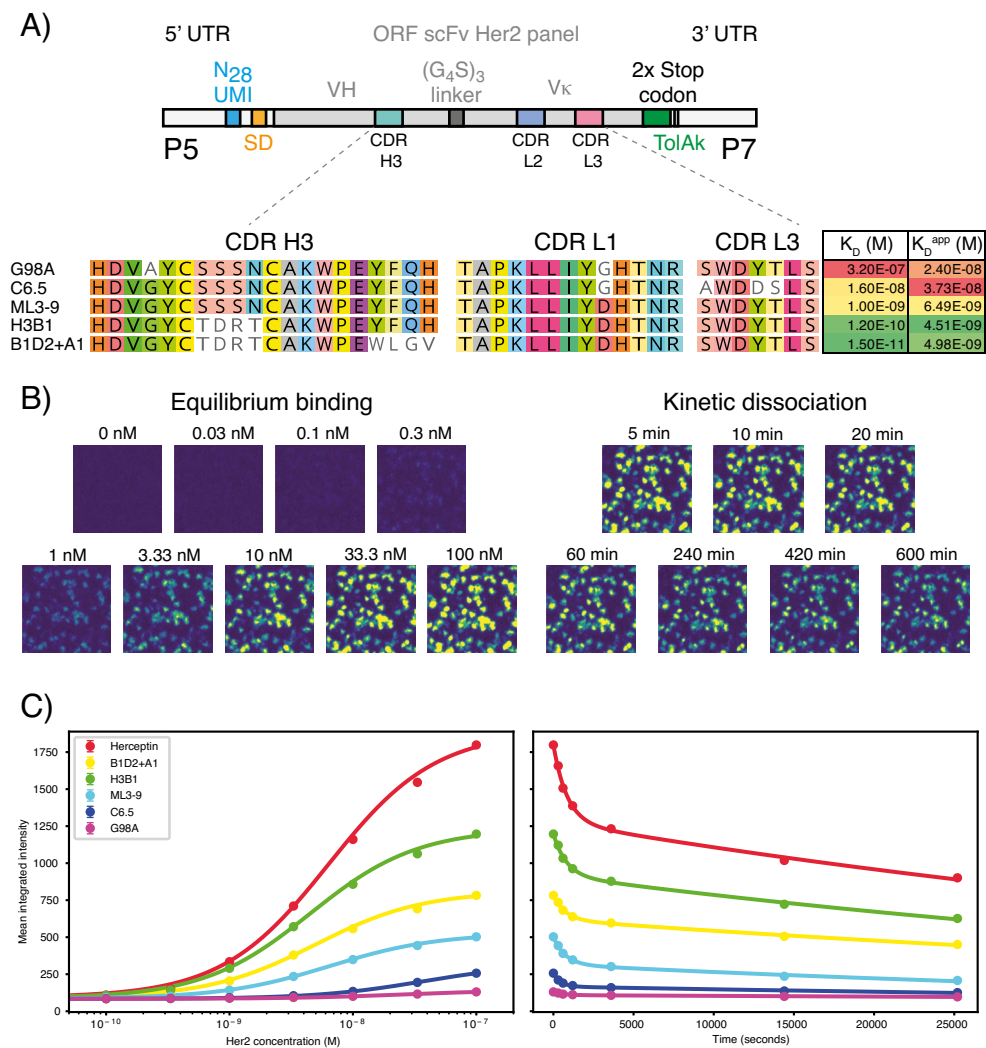 A)
5' UTR
ORF scFv Her2 panel
3' UTR
N28
UMI
VH
(G4S)3
linker
Vκ
2x Stop
codon
P5
SD
CDR
H3
CDR
L2
CDR
L3
TolAk
P7
CDR H3
CDR L1
CDR L3
KD (M)
KD app (M)
G98A HDVAYCSSSNCAKWPEYFQH TAPKLLIYGHTNR SWDYTLS 3.20E-07 2.40E-08
C6.5 HDVGYCSSSNCAKWPEYFQH TAPKLLIYGHTNR AWDDSLS 1.60E-08 3.73E-08
ML3-9 HDVGYCSSSNCAKWPEYFQH TAPKLLIYDHTNR SWDYTLS 1.00E-09 6.49E-09
H3B1 HDVGYCTDRTCAKWPEYFQH TAPKLLIYDHTNR SWDYTLS 1.20E-10 4.51E-09
B1D2+A1 HDVGYCTDRTCAKWPEWLGV TAPKLLIYDHTNR SWDYTLS 1.50E-11 4.98E-09
B)
Equilibrium binding
0 nM 0.03 nM 0.1 nM 0.3 nM
1 nM 3.33 nM 10 nM 33.3 nM 100 nM
Kinetic dissociation
5 min 10 min 20 min
60 min 240 min 420 min 600 min
C)
Mean integrated intensity
1750
1500
1250
1000
750
500
250
0
Herceptin
B1D2+A1
H3B1
ML3-9
C6.5
G98A
10−10 10−9 10−8 10−7
Her2 concentration (M)
0 5000 10000 15000 20000 25000
Time (seconds)